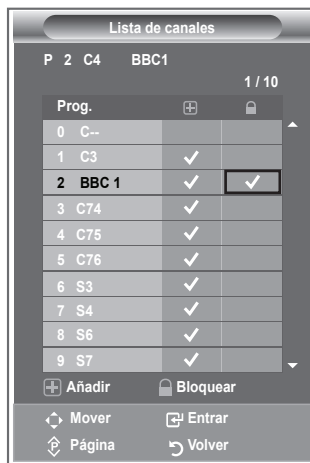 Lista de canales
P 2 C4 BBC1
1 / 10
Prog.
0 C--
1 C3
2 BBC 1
3 C74
4 C75
5 C76
6 S3
7 S4
8 S6
9 S7
Añadir Bloquear
Mover Entrar
Página Volver